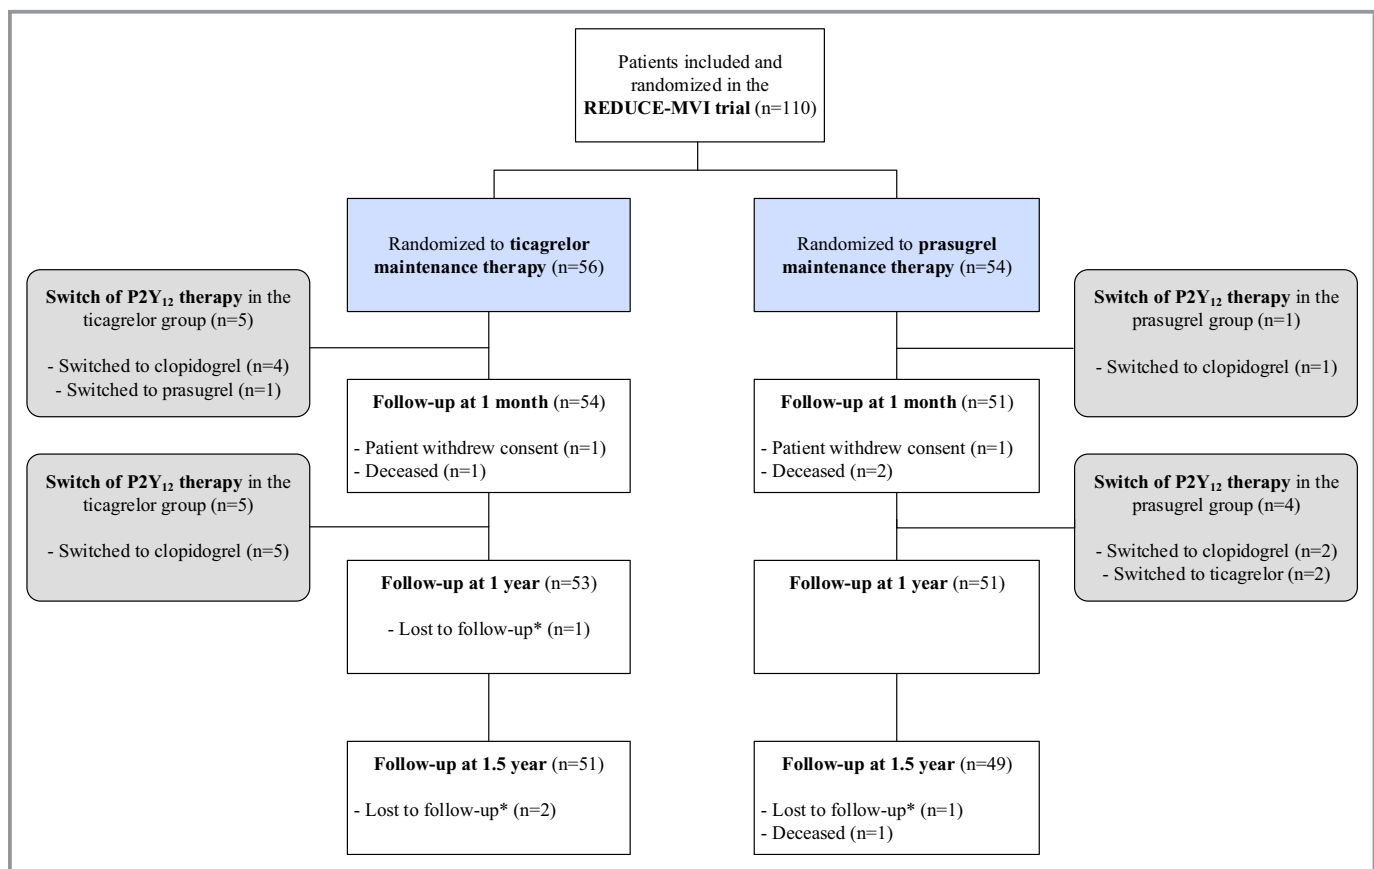 Patients included and
randomized in the
REDUCE-MVI trial (n=110)
Randomized to ticagrelor
maintenance therapy (n=56)
Randomized to prasugrel
maintenance therapy (n=54)
Switch of P2Y₁₂ therapy in the
ticagrelor group (n=5)
- Switched to clopidogrel (n=4)
- Switched to prasugrel (n=1)
Switch of P2Y₁₂ therapy in the
prasugrel group (n=1)
- Switched to clopidogrel (n=1)
Follow-up at 1 month (n=54)
- Patient withdrew consent (n=1)
- Deceased (n=1)
Follow-up at 1 month (n=51)
- Patient withdrew consent (n=1)
- Deceased (n=2)
Switch of P2Y₁₂ therapy in the
ticagrelor group (n=5)
- Switched to clopidogrel (n=5)
Switch of P2Y₁₂ therapy in the
prasugrel group (n=4)
- Switched to clopidogrel (n=2)
- Switched to ticagrelor (n=2)
Follow-up at 1 year (n=53)
- Lost to follow-up* (n=1)
Follow-up at 1 year (n=51)
Follow-up at 1.5 year (n=51)
- Lost to follow-up* (n=2)
Follow-up at 1.5 year (n=49)
- Lost to follow-up* (n=1)
- Deceased (n=1)